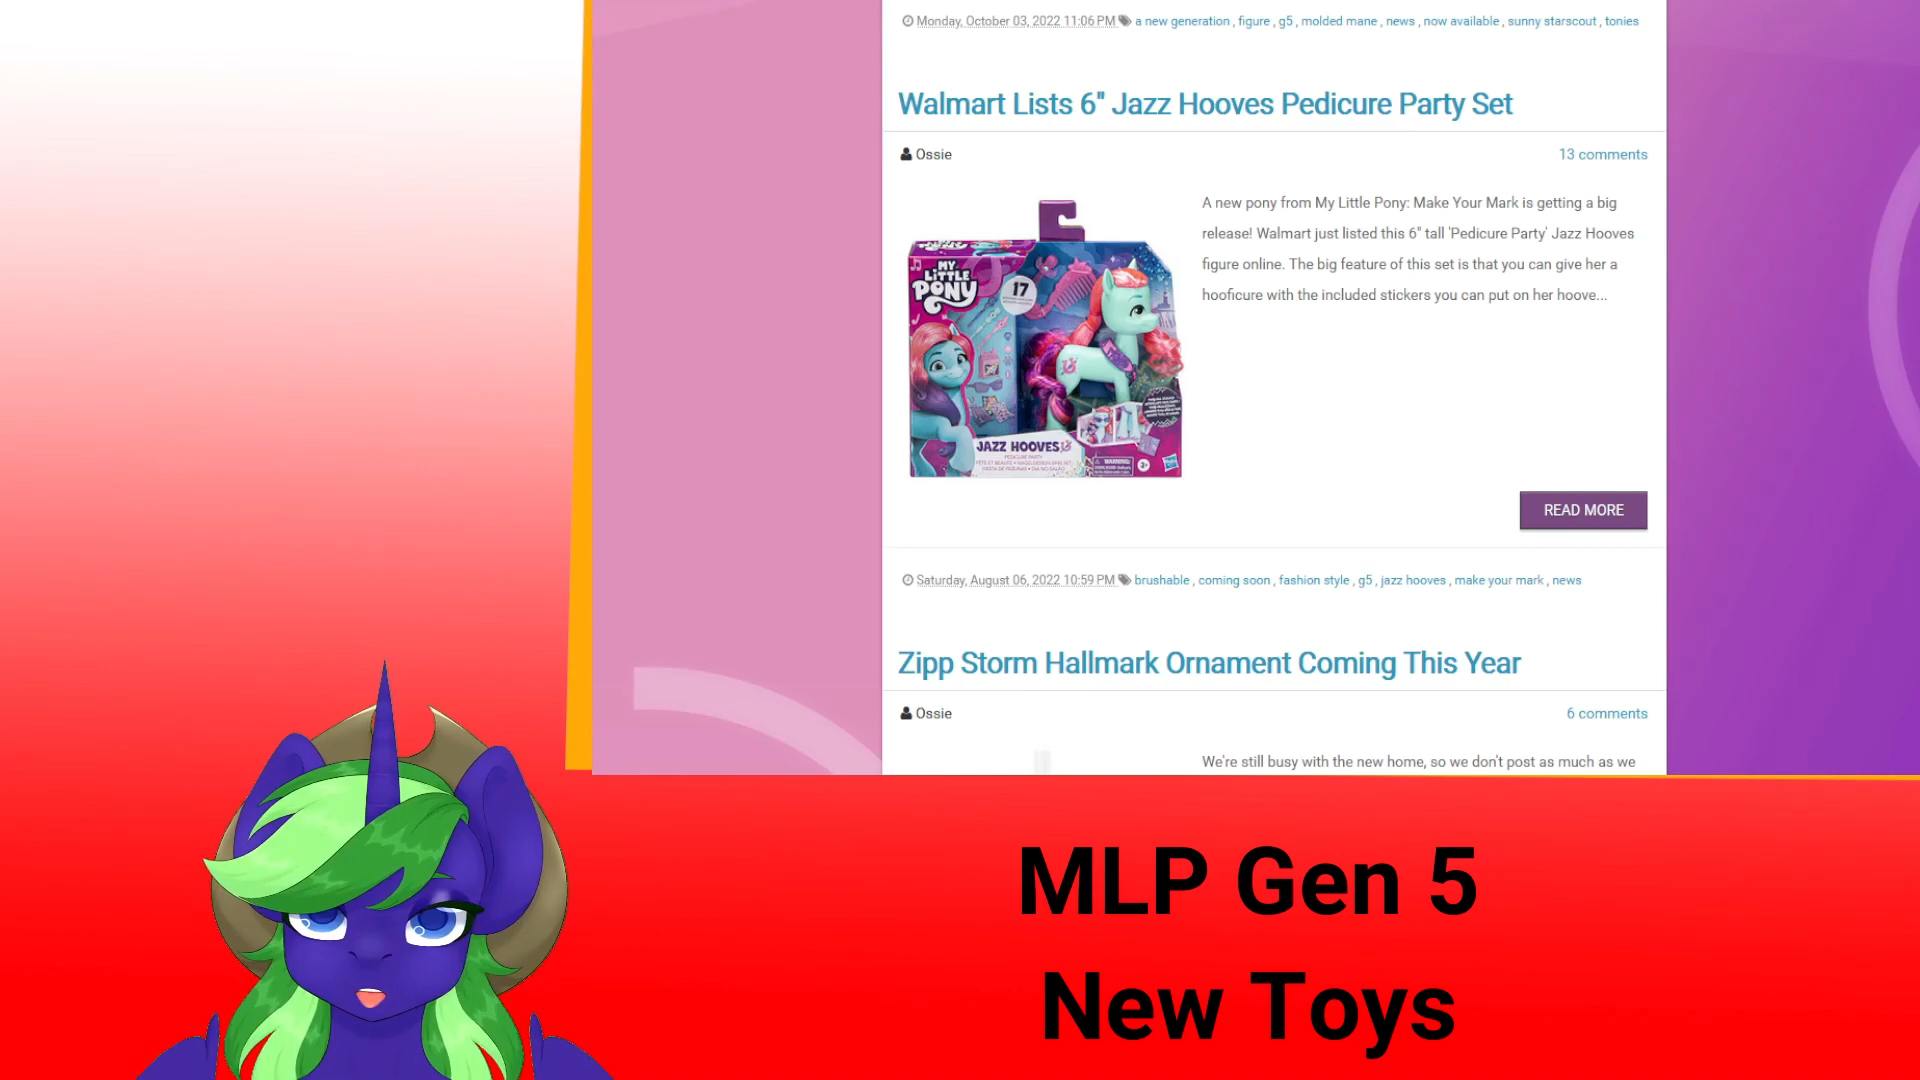 Monday, October 03, 2022 11:06 PM a new generation , figure , g5 , molded mane , news , now available , sunny starscout , tonies
Walmart Lists 6" Jazz Hooves Pedicure Party Set
Ossie
13 comments
A new pony from My Little Pony: Make Your Mark is getting a big
release! Walmart just listed this 6" tall 'Pedicure Party' Jazz Hooves
figure online. The big feature of this set is that you can give her a
hooficure with the included stickers you can put on her hoove...
MY
LITTLE
PONY
17
JAZZ HOOVES
PEDICURE PARTY
WARNING:
3+
READ MORE
Saturday, August 06, 2022 10:59 PM brushable , coming soon , fashion style , g5 , jazz hooves , make your mark , news
Zipp Storm Hallmark Ornament Coming This Year
Ossie
6 comments
We're still busy with the new home, so we don't post as much as we
MLP Gen 5
New Toys